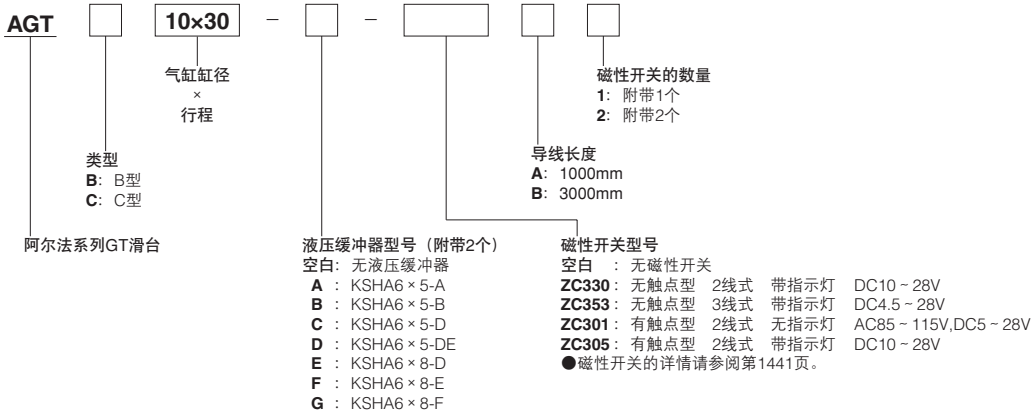 AGT 10×30 － －
气缸缸径
×
行程
磁性开关的数量
1： 附带1个
2： 附带2个
导线长度
A： 1000mm
B： 3000mm
类型
B： B型
C： C型
阿尔法系列GT滑台
液压缓冲器型号（附带2个）
空白：无液压缓冲器
A ：KSHA6×5-A
B ：KSHA6×5-B
C ：KSHA6×5-D
D ：KSHA6×5-DE
E ：KSHA6×8-D
F ：KSHA6×8-E
G ：KSHA6×8-F
磁性开关型号
空白 ：无磁性开关
ZC330：无触点型 2线式 带指示灯 DC10～28V
ZC353：无触点型 3线式 带指示灯 DC4.5～28V
ZC301：有触点型 2线式 无指示灯 AC85～115V,DC5～28V
ZC305：有触点型 2线式 带指示灯 DC10～28V
●磁性开关的详情请参阅第1441页。